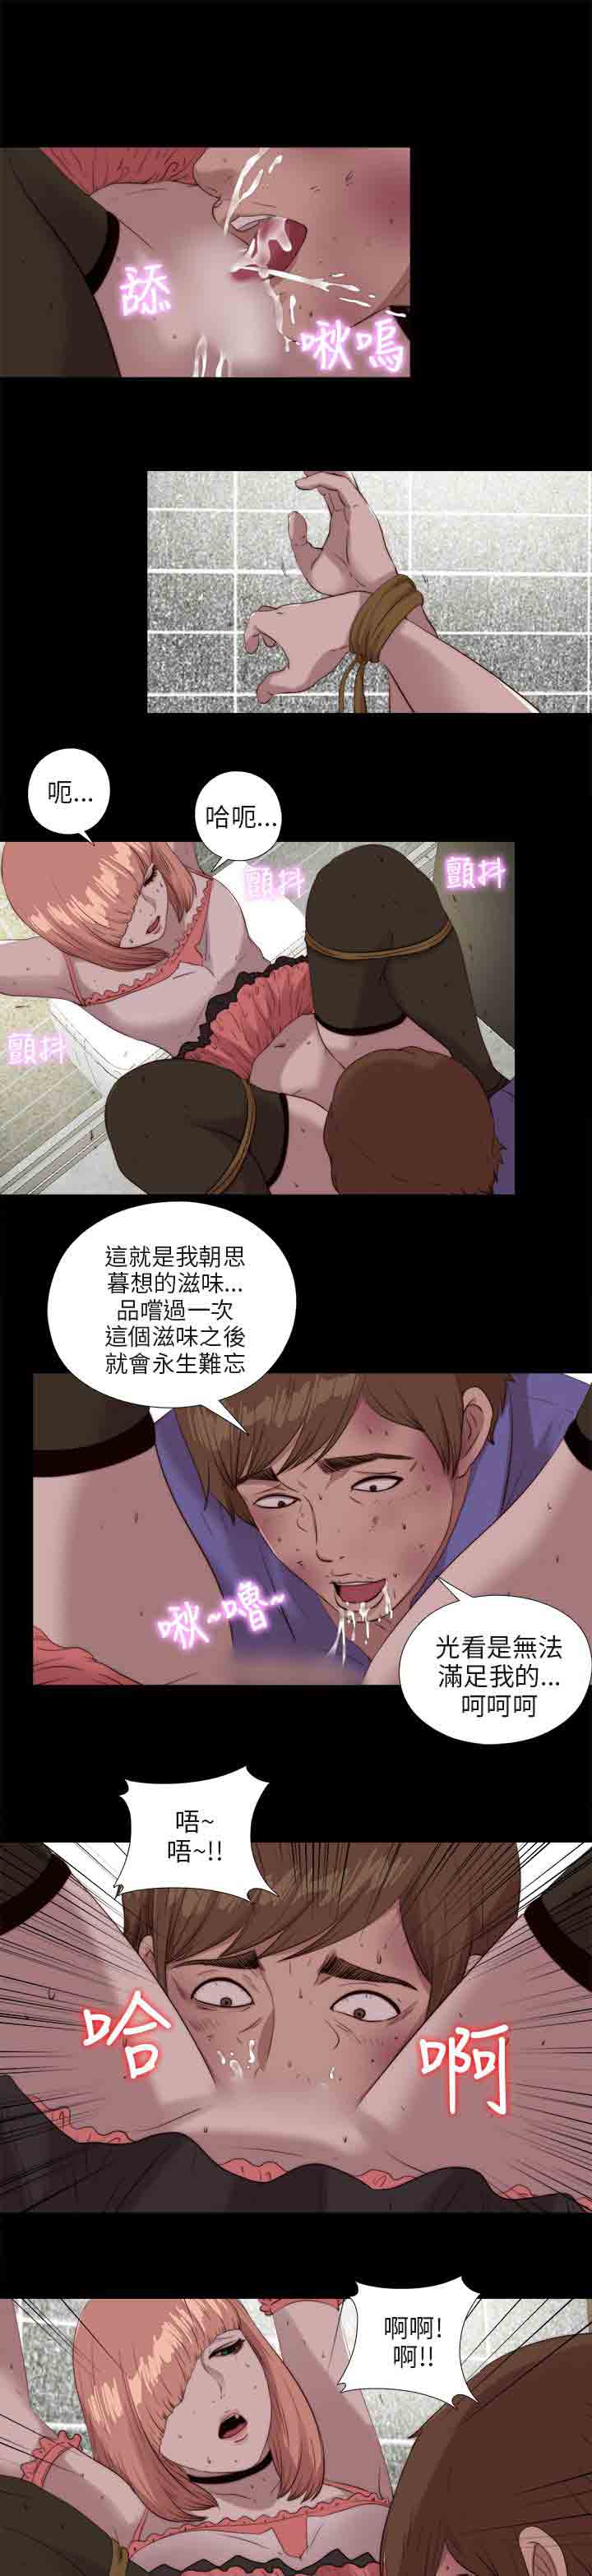 舔
啾嗚
呃...
哈呃...
顫抖
顫抖
顫抖
這就是我朝思
暮想的滋味...
品嚐過一次
這個滋味之後
就會永生難忘
啾~嚕~
光看是無法
滿足我的...
呵呵呵
唔~
唔~!!
哈
啊
啊啊!
啊!!